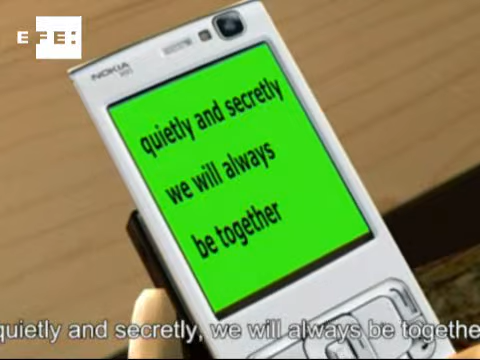 EFE:
NOKIA
quietly and secretly
we will always
be together
quietly and secretly, we will always be togethe